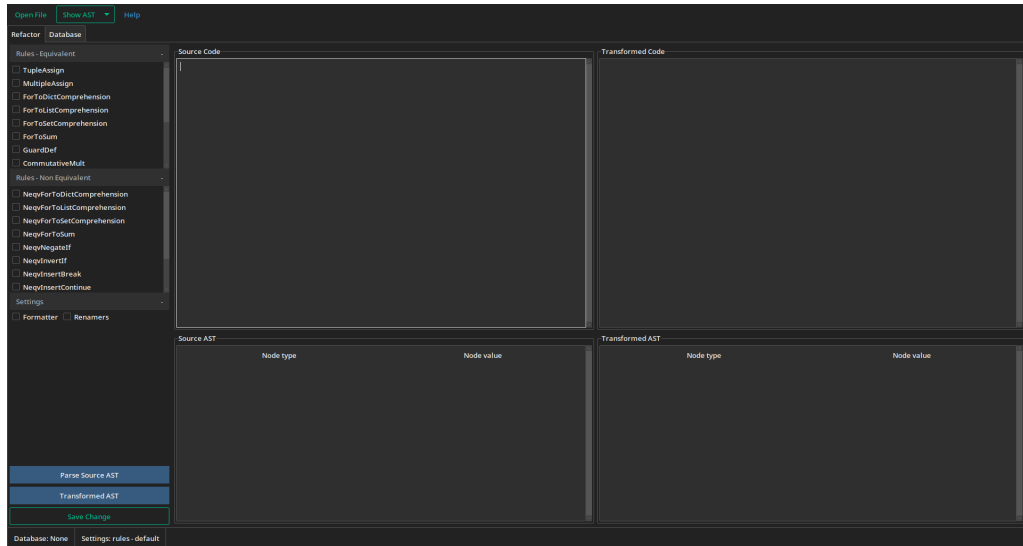 Open File Show AST Help
Refactor Database
Rules - Equivalent -
TupleAssign
MultipleAssign
ForToDictComprehension
ForToListComprehension
ForToSetComprehension
ForToSum
GuardDef
CommutativeMult
Rules - Non Equivalent -
NeqvForToDictComprehension
NeqvForToListComprehension
NeqvForToSetComprehension
NeqvForToSum
NeqvNegateIf
NeqvInvertIf
NeqvInsertBreak
NeqvInsertContinue
Settings -
Formatter Renamers
Parse Source AST
Transformed AST
Save Change
Source Code
Transformed Code
Source AST
Node type Node value
Transformed AST
Node type Node value
Database: None Settings: rules - default